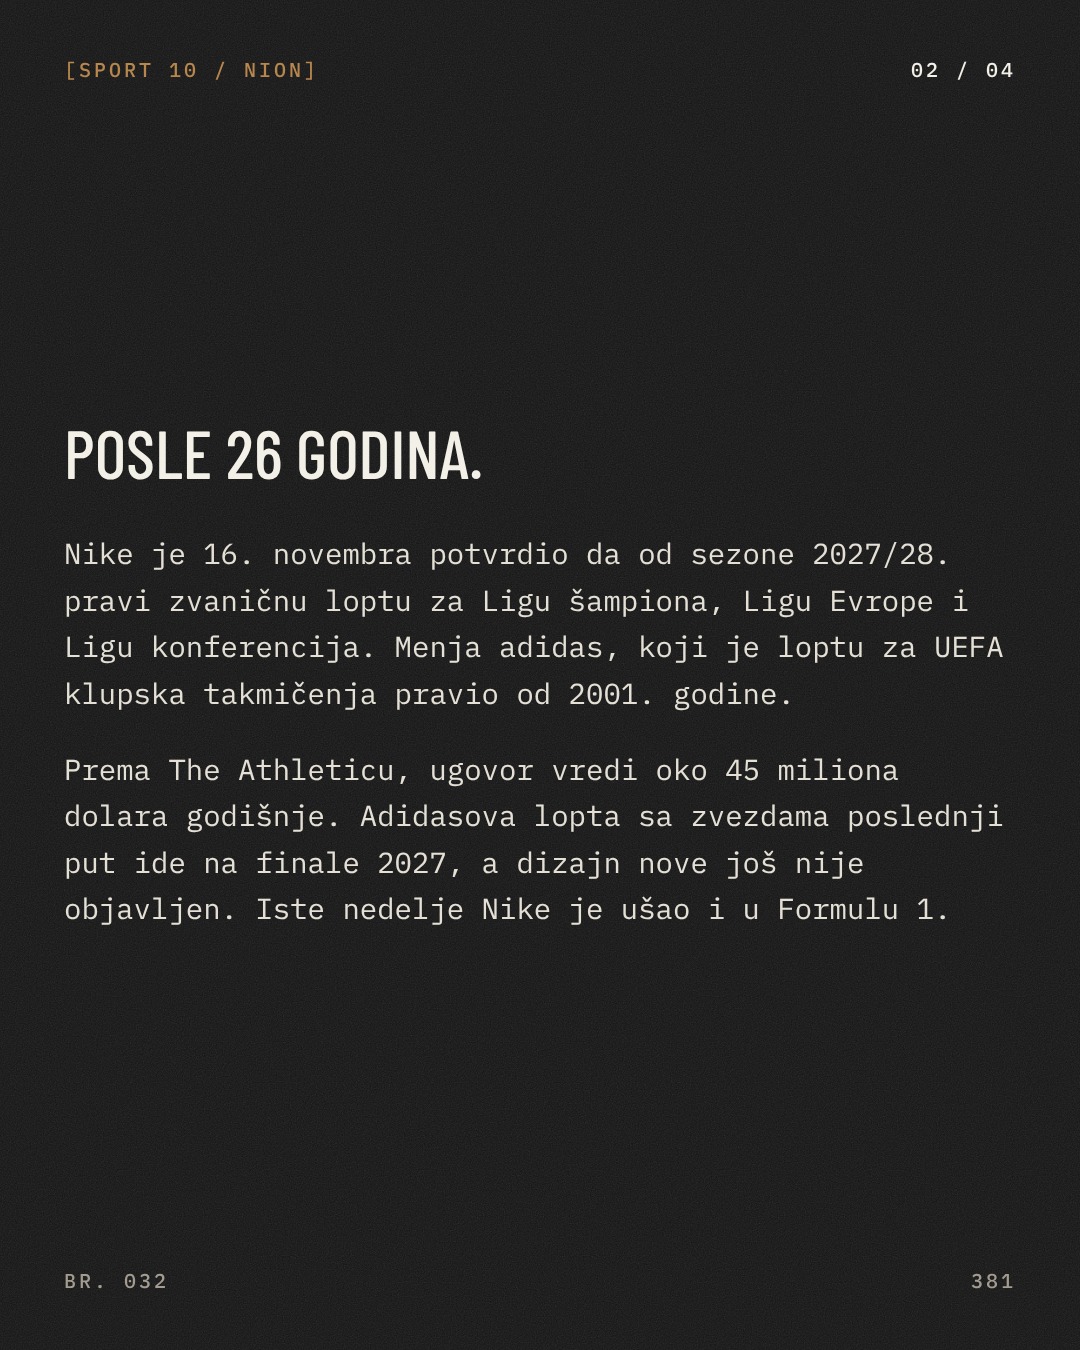 [SPORT 10 / NION]
02 / 04
POSLE 26 GODINA.
Nike je 16. novembra potvrdio da od sezone 2027/28.
pravi zvaničnu loptu za Ligu šampiona, Ligu Evrope i
Ligu konferencija. Menja adidas, koji je loptu za UEFA
klupska takmičenja pravio od 2001. godine.
Prema The Athleticu, ugovor vredi oko 45 miliona
dolara godišnje. Adidasova lopta sa zvezdama poslednji
put ide na finale 2027, a dizajn nove još nije
objavljen. Iste nedelje Nike je ušao i u Formulu 1.
BR. 032
381